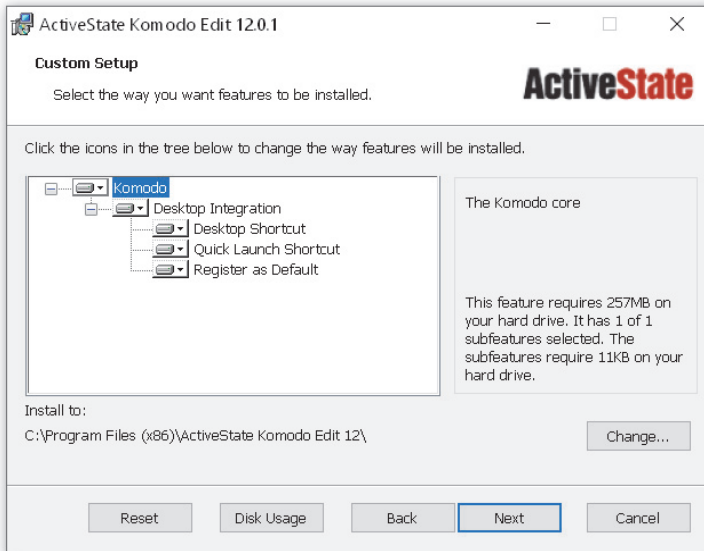 ActiveState Komodo Edit 12.0.1
Custom Setup
Select the way you want features to be installed.
ActiveState
Click the icons in the tree below to change the way features will be installed.
Komodo
Desktop Integration
Desktop Shortcut
Quick Launch Shortcut
Register as Default
The Komodo core
This feature requires 257MB on
your hard drive. It has 1 of 1
subfeatures selected. The
subfeatures require 11KB on your
hard drive.
Install to:
C:\Program Files (x86)\ActiveState Komodo Edit 12\
Change...
Reset
Disk Usage
Back
Next
Cancel